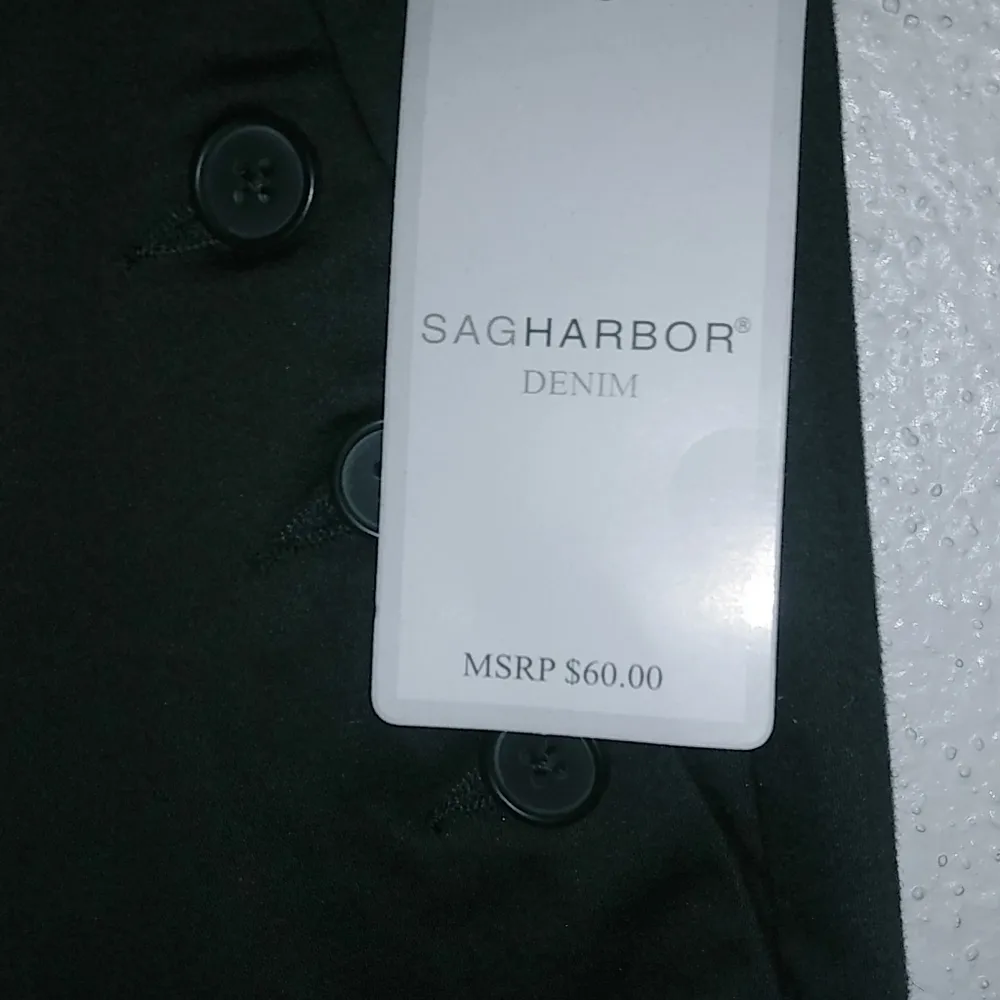 SAGHARBOR®
DENIM
MSRP $60.00